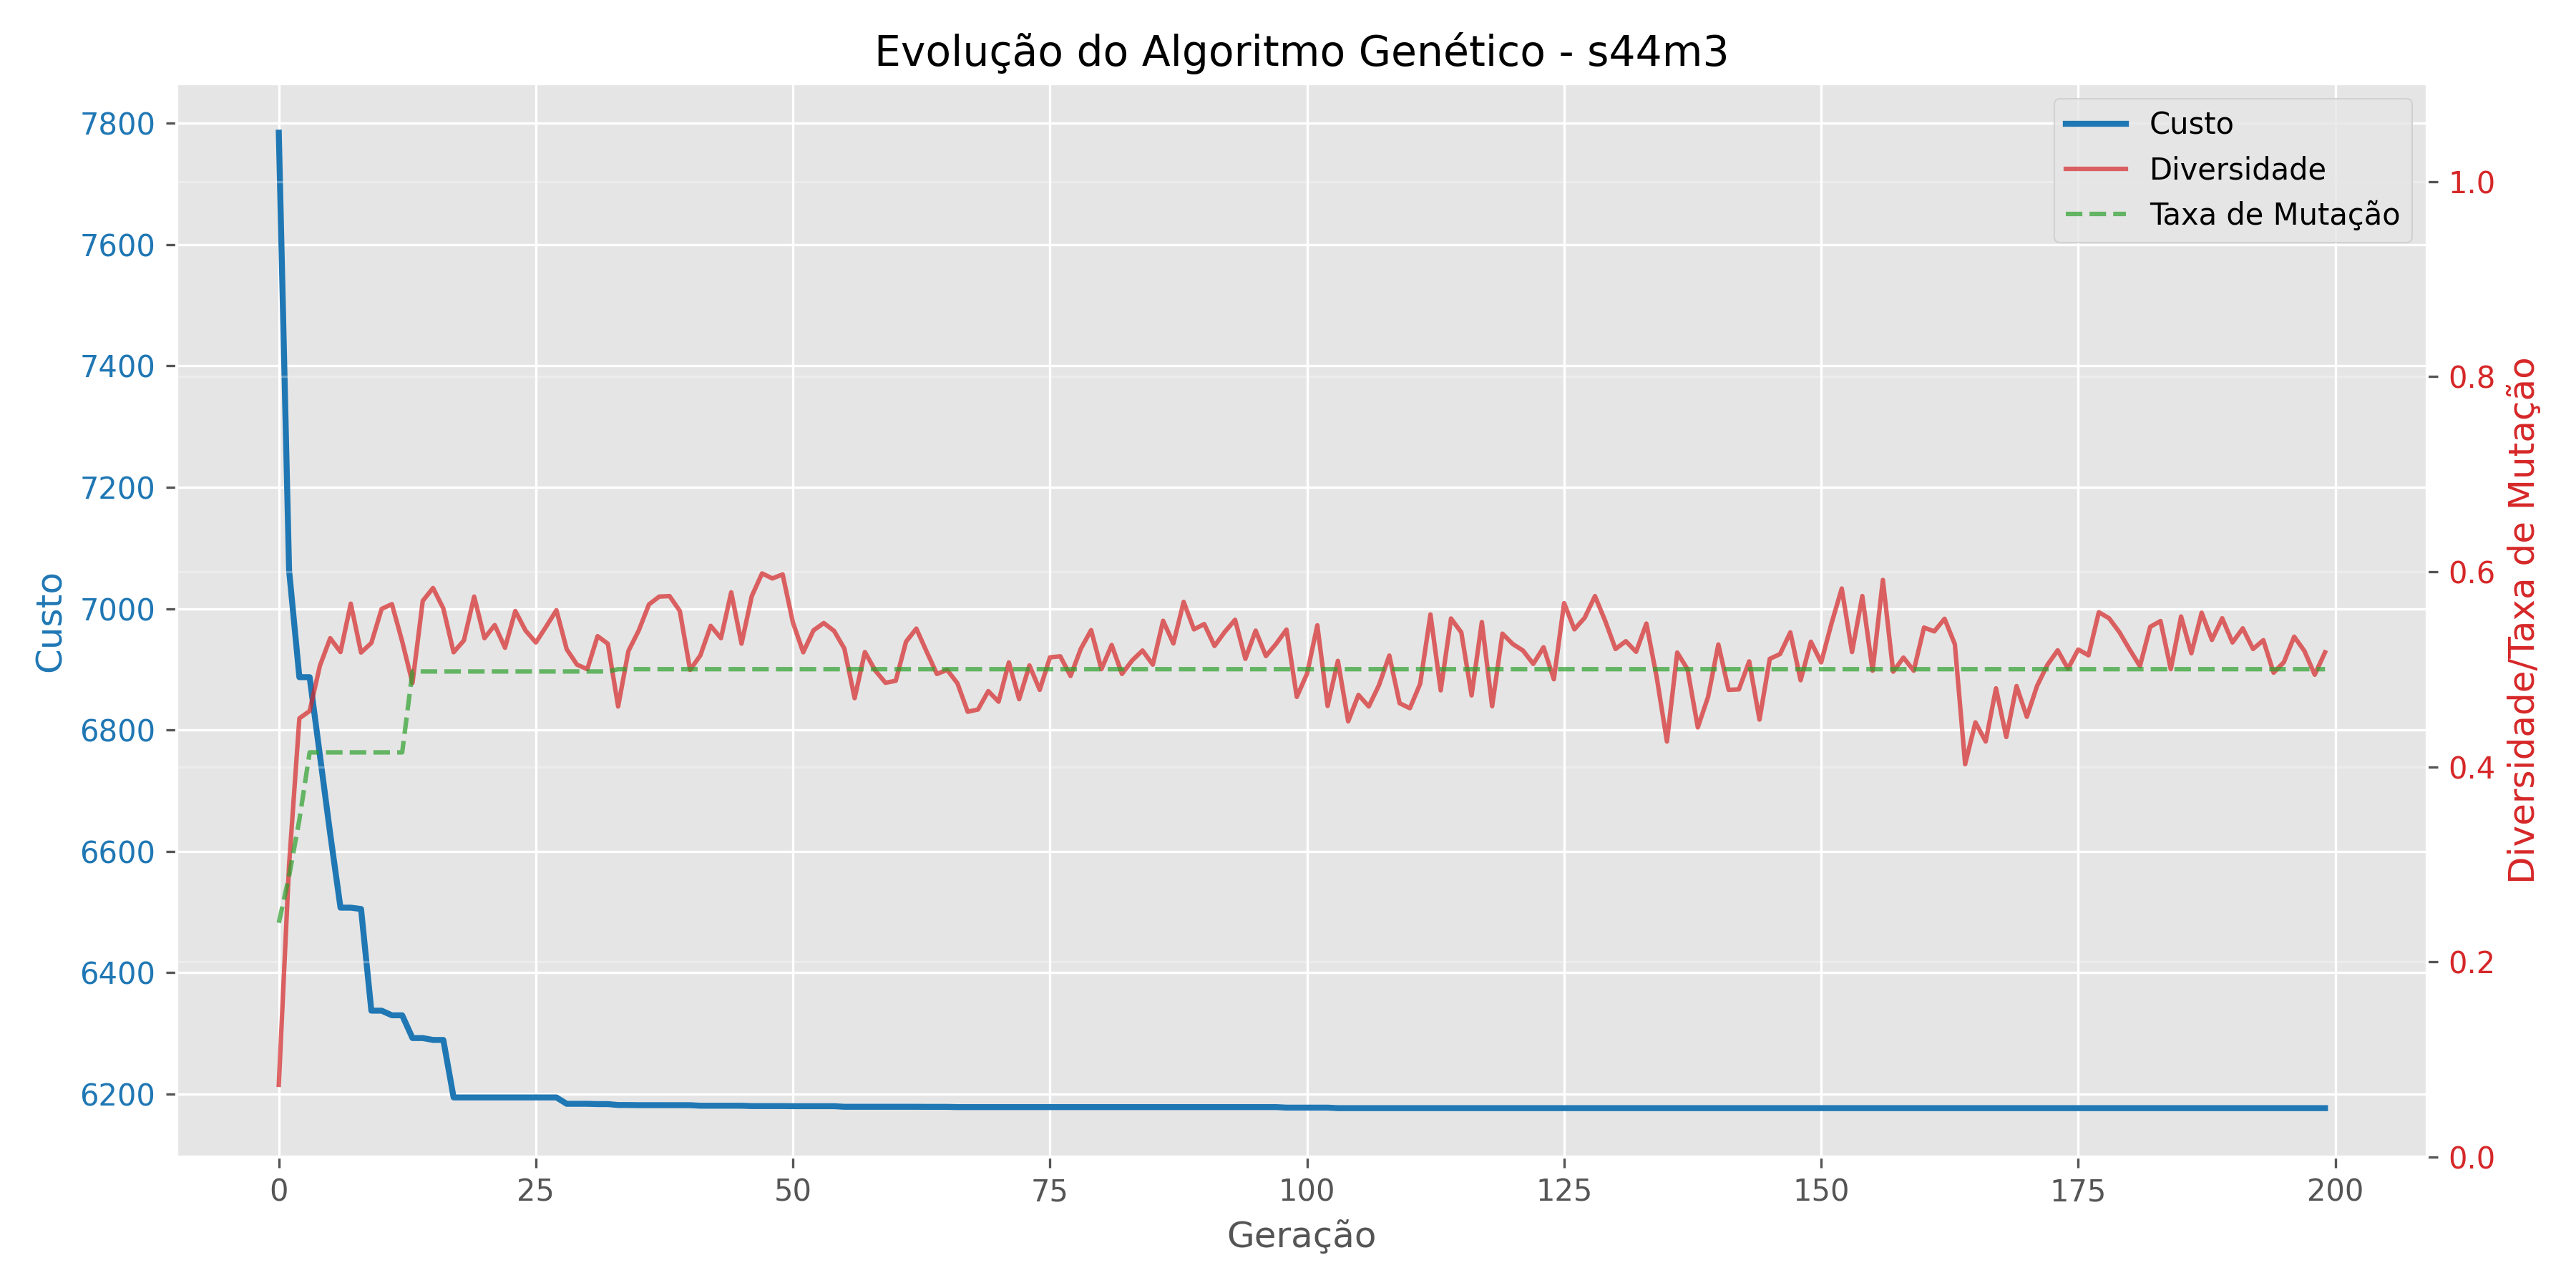 Evolução do Algoritmo Genético - s44m3
Custo
Diversidade
Taxa de Mutação
7800
7600
7400
7200
7000
6800
6600
6400
6200
Custo
1.0
0.8
0.6
0.4
0.2
0.0
Diversidade/Taxa de Mutação
0 25 50 75 100 125 150 175 200
Geração